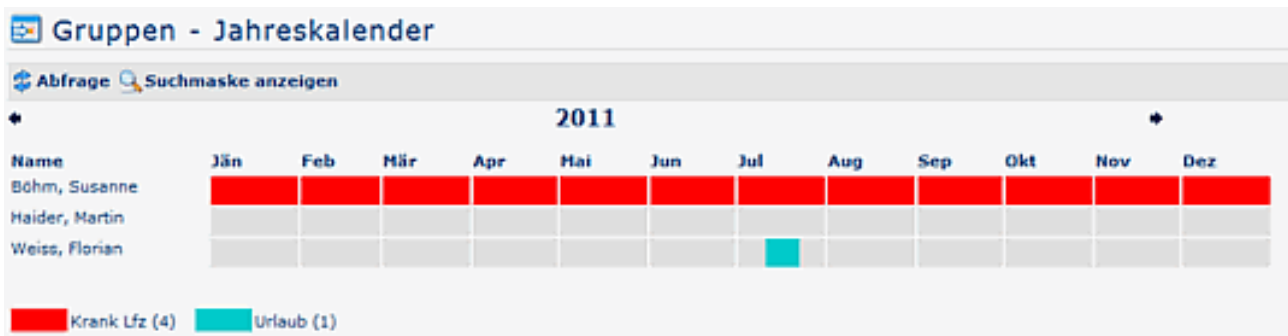 Gruppen - Jahreskalender
Abfrage Suchmaske anzeigen
2011
Name Jän Feb Mär Apr Mai Jun Jul Aug Sep Okt Nov Dez
Böhm, Susanne
Haider, Martin
Weiss, Florian
Krank Lfz (4) Urlaub (1)